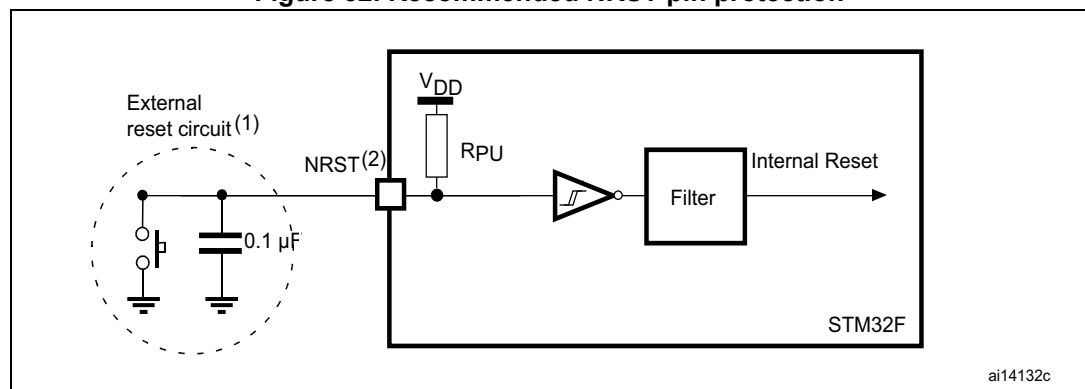 Figure Recommended NRST pin protection
VDD
External
reset circuit(1)
NRST(2)
RPU
Internal Reset
Filter
0.1 µF
STM32F
ai14132c